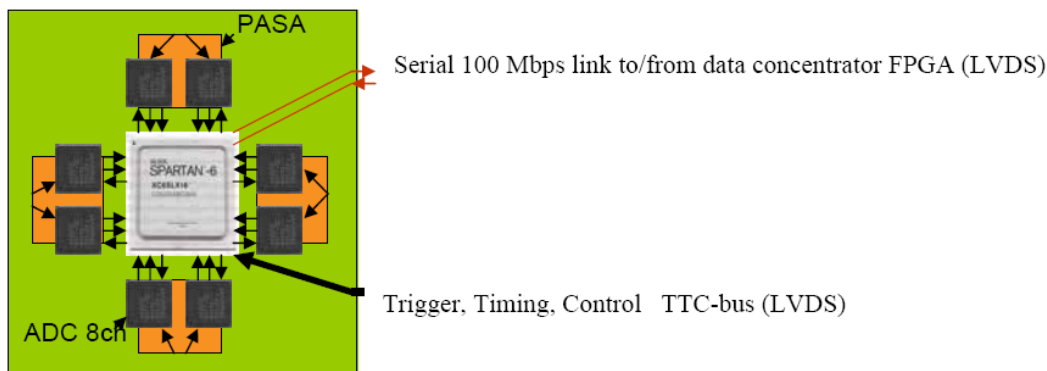 PASA
Serial 100 Mbps link to/from data concentrator FPGA (LVDS)
SPARTAN-6
Trigger, Timing, Control TTC-bus (LVDS)
ADC 8ch